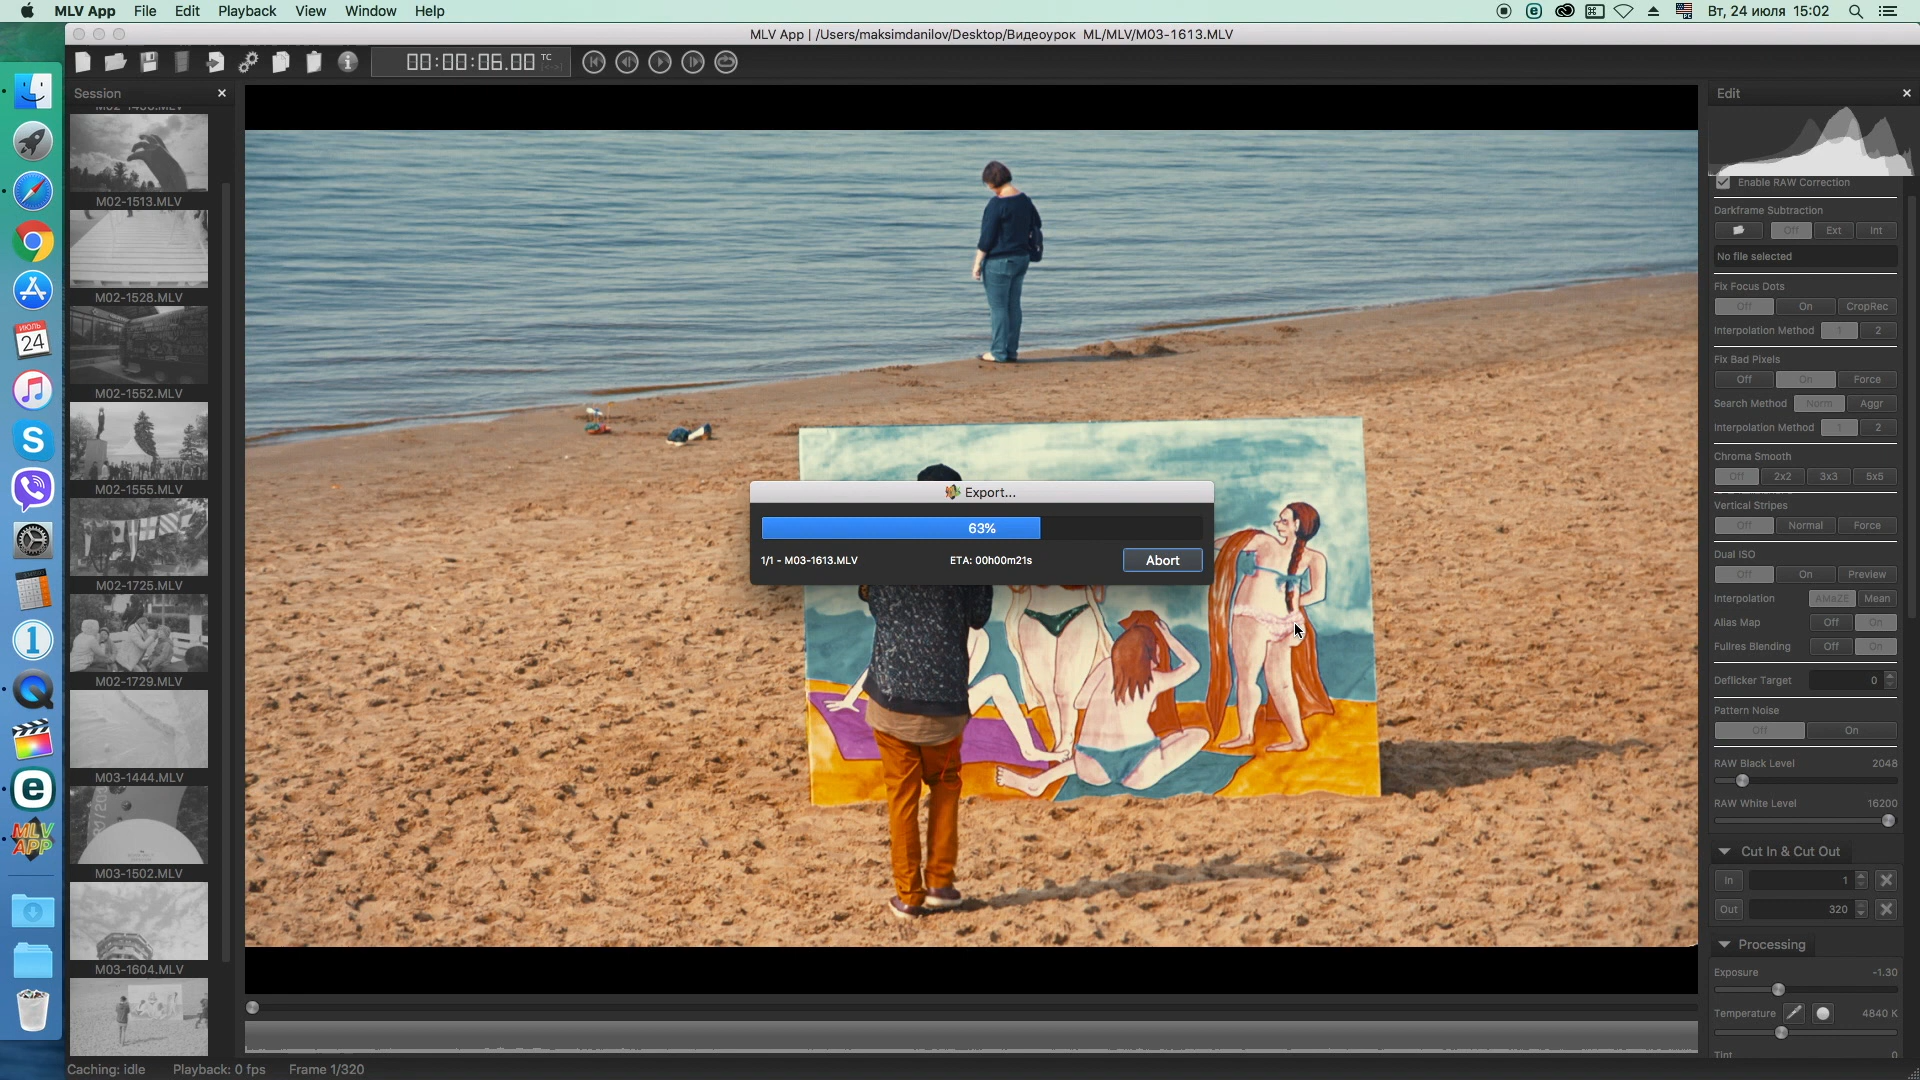 MLV App File Edit Playback View Window Help
Вт, 24 июля 15:02
MLV App | /Users/maksimdanilov/Desktop/Видеоурок ML/MLV/M03-1613.MLV
00:00:06.00 TC
Session
Edit
M02-1513.MLV
M02-1528.MLV
M02-1552.MLV
M02-1555.MLV
M02-1725.MLV
M02-1729.MLV
M03-1444.MLV
M03-1502.MLV
M03-1604.MLV
ИЮЛЬ
24
MLV
APP
Export...
63%
1/1 - M03-1613.MLV ETA: 00h00m21s Abort
Enable RAW Correction
Darkframe Subtraction
Off Ext Int
No file selected
Fix Focus Dots
Off On CropRec
Interpolation Method 1 2
Fix Bad Pixels
Off On Force
Search Method Norm Aggr
Interpolation Method 1 2
Chroma Smooth
Off 2x2 3x3 5x5
Vertical Stripes
Off Normal Force
Dual ISO
Off On Preview
Interpolation AMaZE Mean
Alias Map Off On
Fullres Blending Off On
Deflicker Target 0
Pattern Noise
Off On
RAW Black Level 2048
RAW White Level 16200
Cut In & Cut Out
In 1
Out 320
Processing
Exposure -1.30
Temperature 4840 K
Tint 0
Caching: idle Playback: 0 fps Frame 1/320